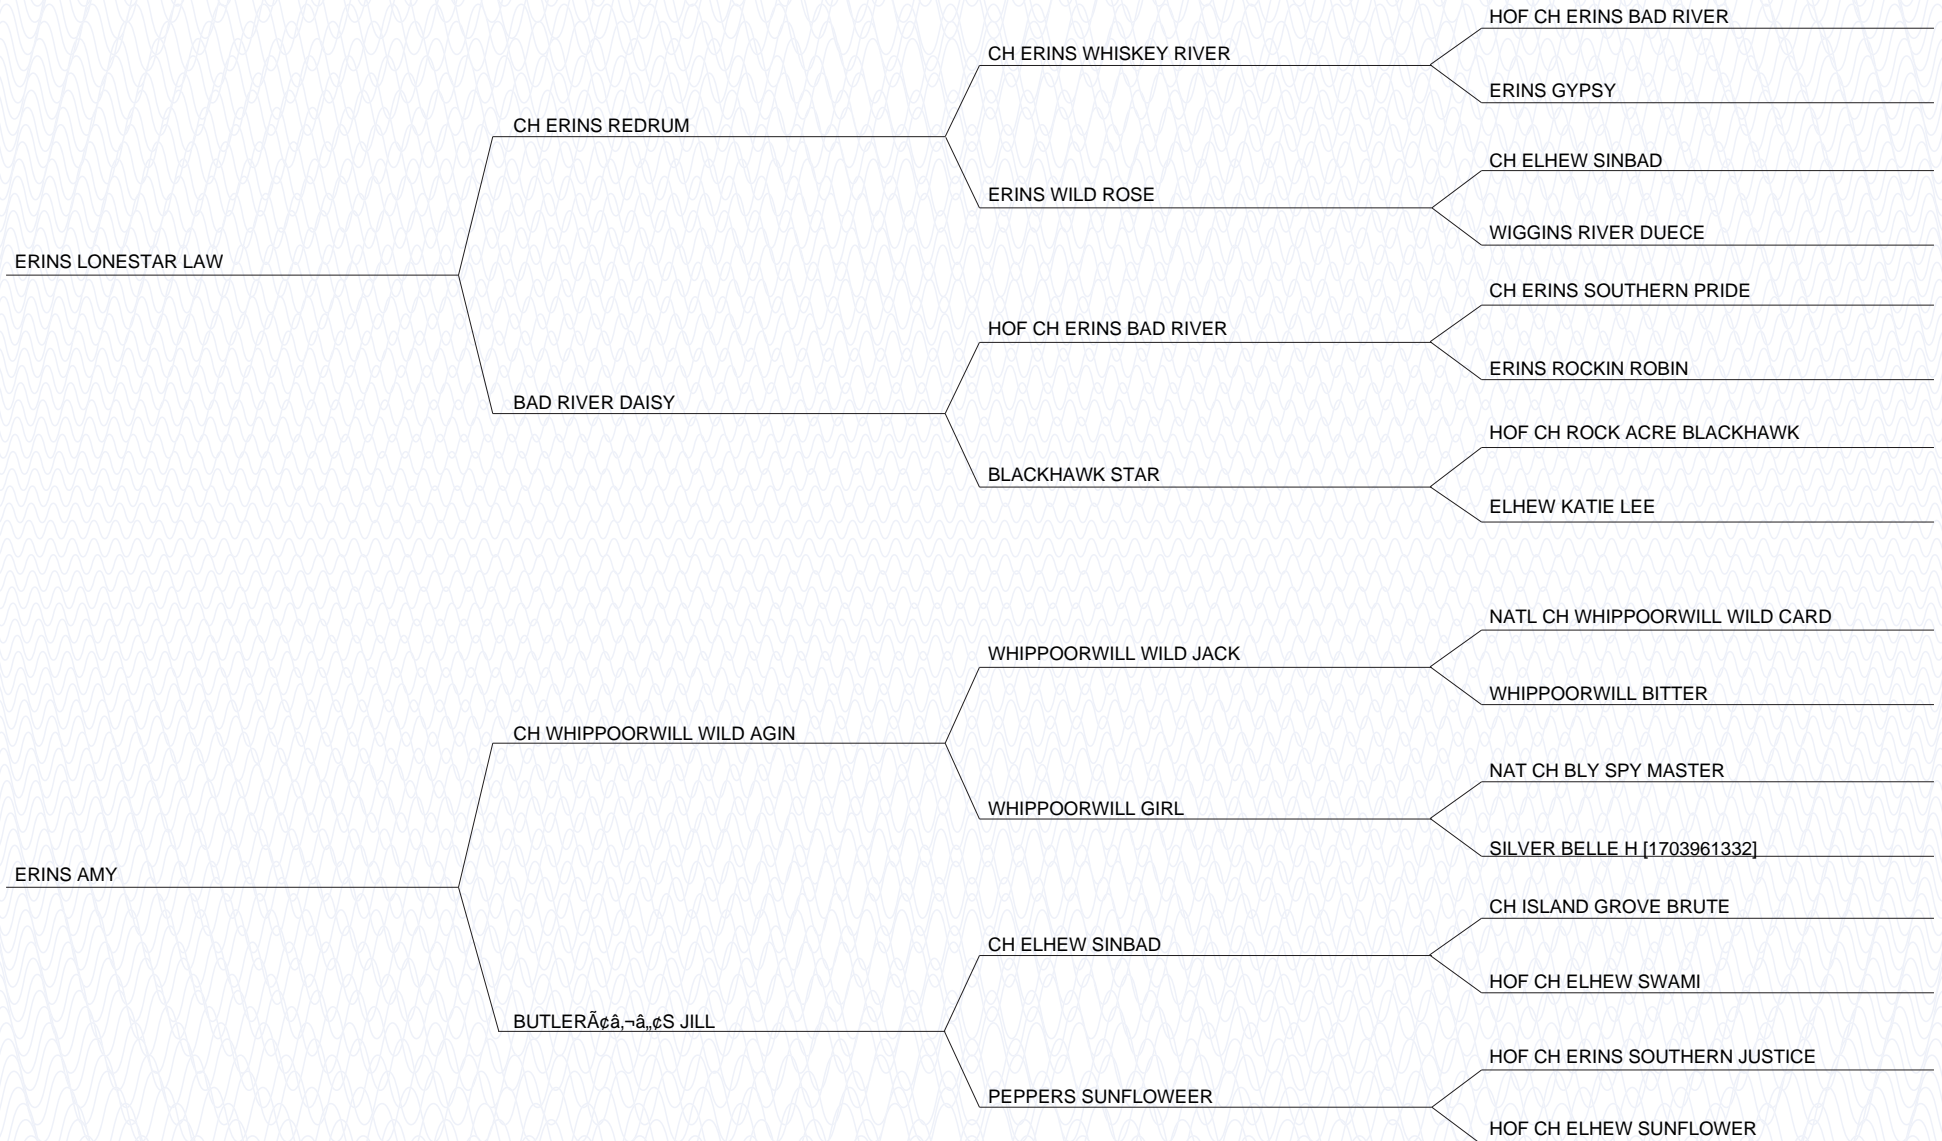 HOF CH ERINS BAD RIVER
CH ERINS WHISKEY RIVER
ERINS GYPSY
CH ERINS REDRUM
CH ELHEW SINBAD
ERINS WILD ROSE
WIGGINS RIVER DUECE
ERINS LONESTAR LAW
CH ERINS SOUTHERN PRIDE
HOF CH ERINS BAD RIVER
ERINS ROCKIN ROBIN
BAD RIVER DAISY
HOF CH ROCK ACRE BLACKHAWK
BLACKHAWK STAR
ELHEW KATIE LEE
NATL CH WHIPPOORWILL WILD CARD
WHIPPOORWILL WILD JACK
WHIPPOORWILL BITTER
CH WHIPPOORWILL WILD AGIN
NAT CH BLY SPY MASTER
WHIPPOORWILL GIRL
SILVER BELLE H [1703961332]
ERINS AMY
CH ISLAND GROVE BRUTE
CH ELHEW SINBAD
HOF CH ELHEW SWAMI
BUTLERÃ¢â‚¬â„¢S JILL
HOF CH ERINS SOUTHERN JUSTICE
PEPPERS SUNFLOWEER
HOF CH ELHEW SUNFLOWER